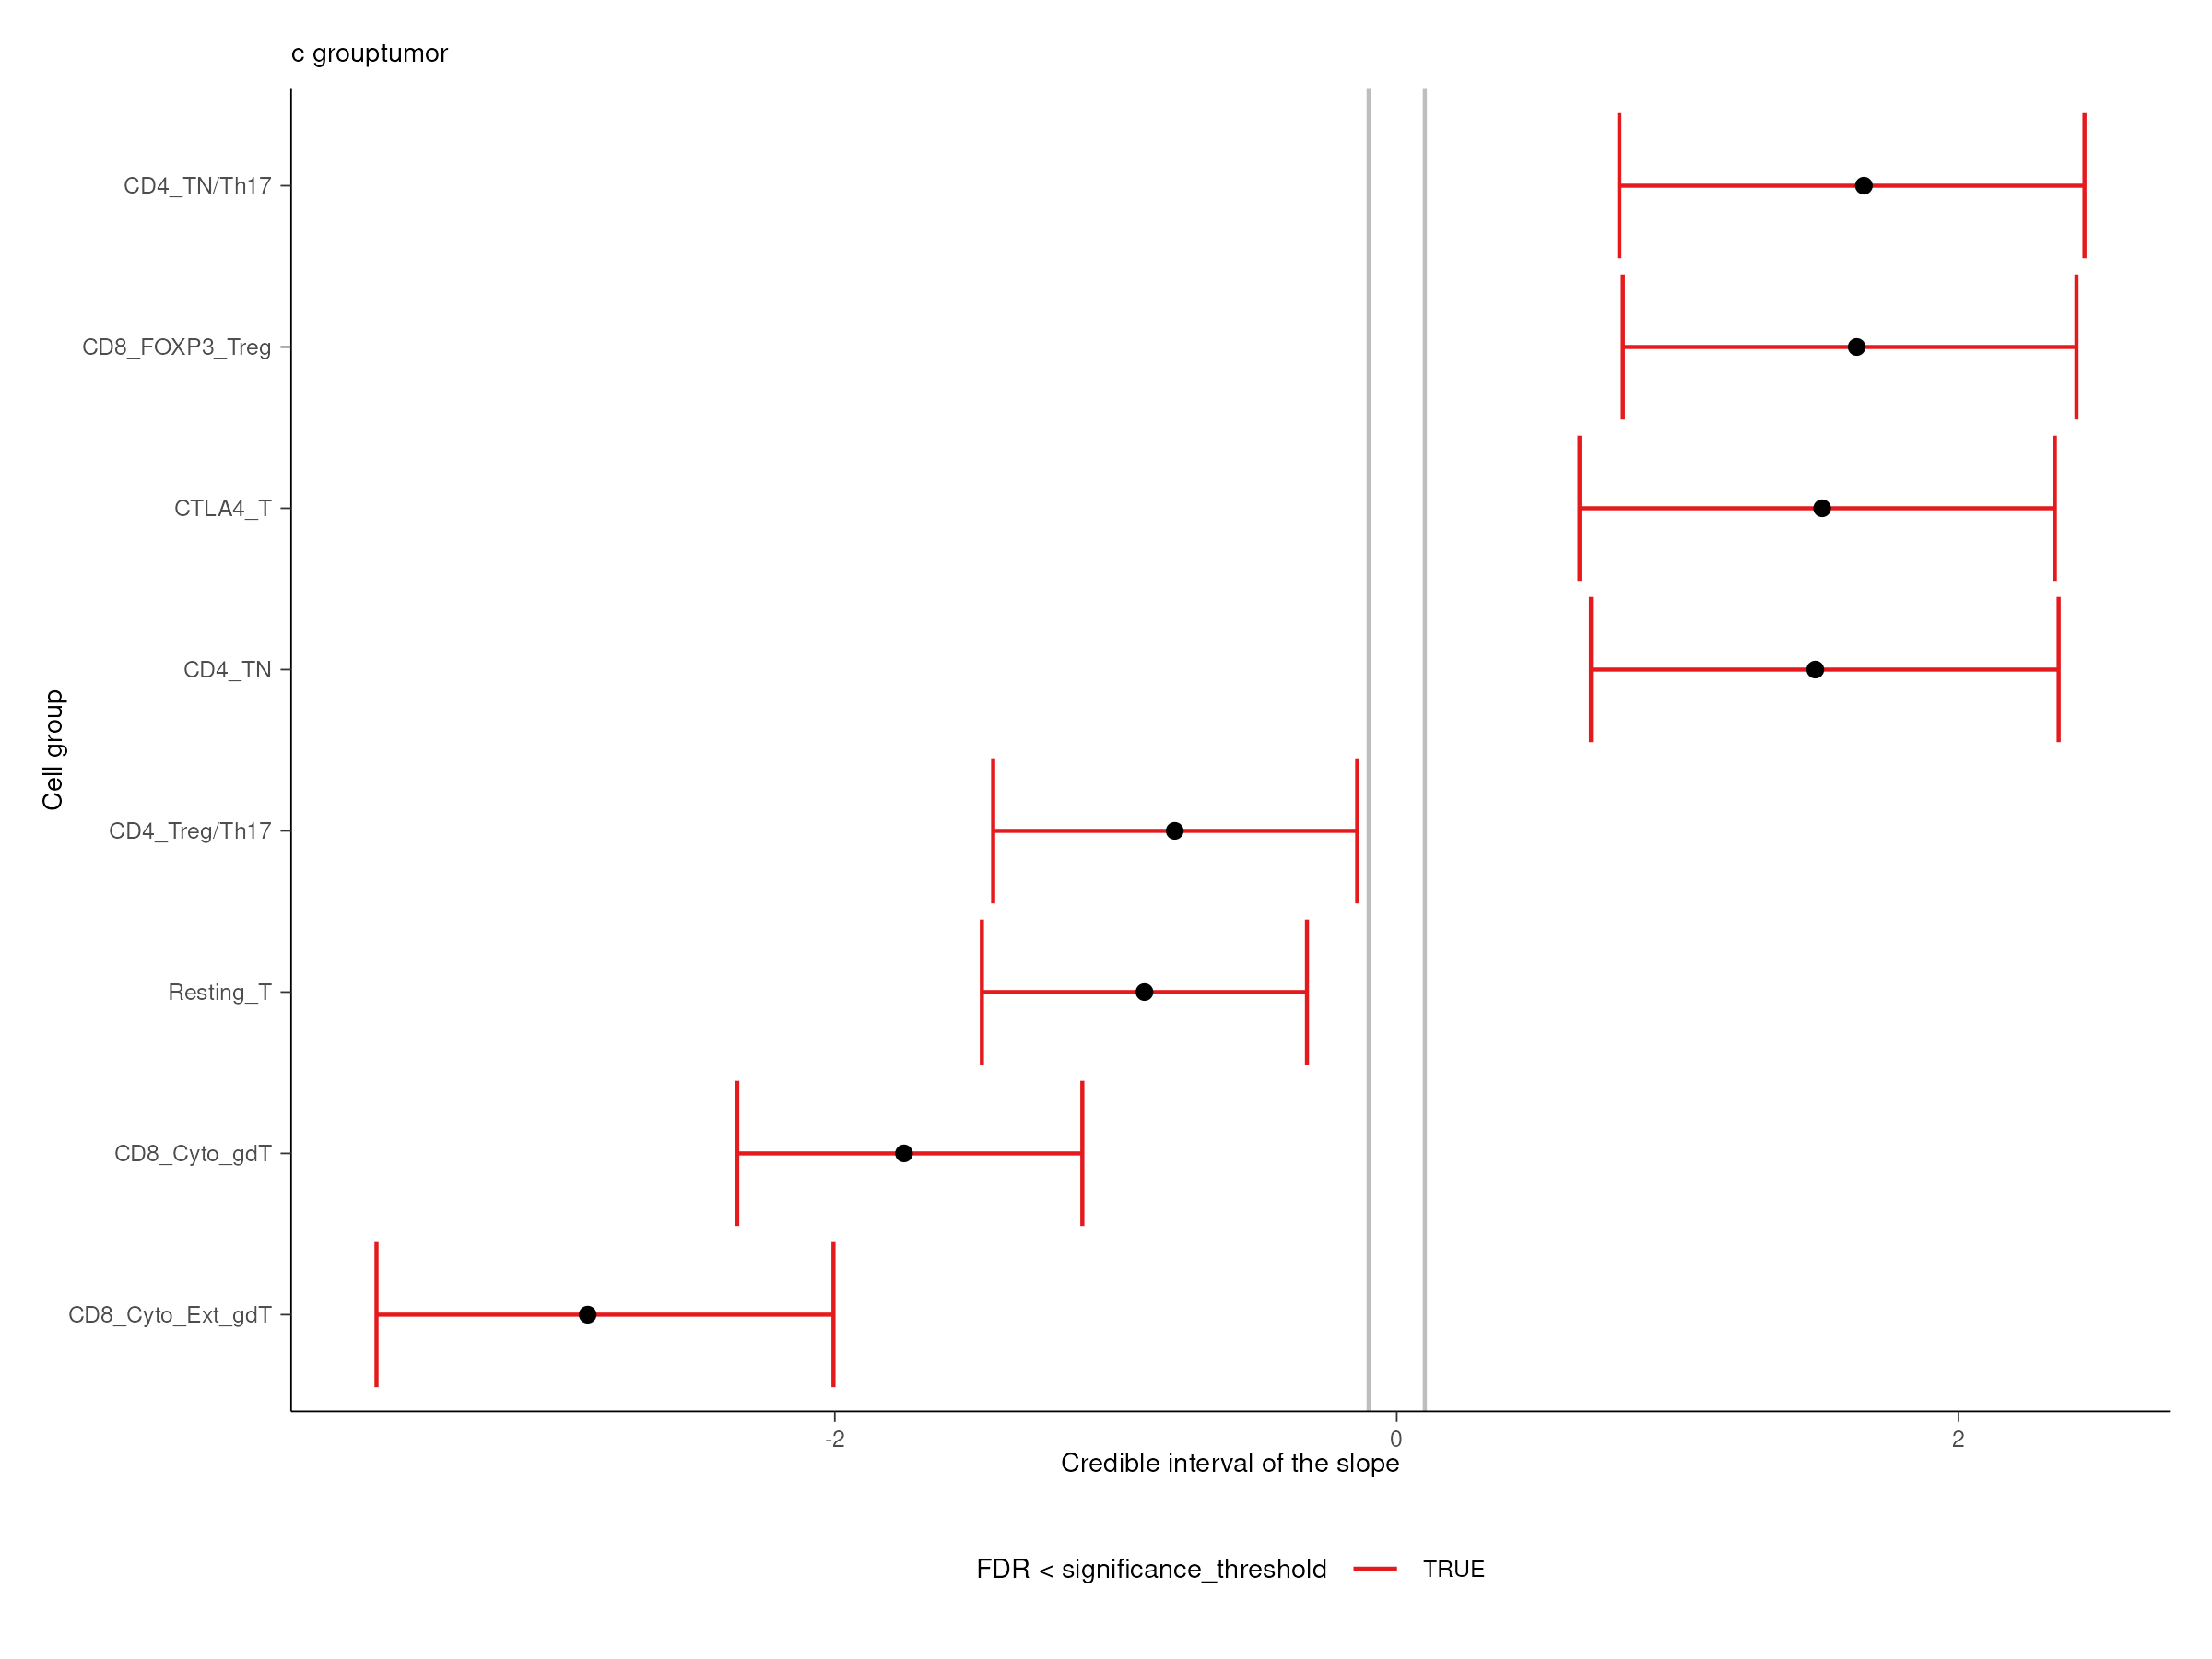 c grouptumor
CD4_TN/Th17
CD8_FOXP3_Treg
CTLA4_T
CD4_TN
CD4_Treg/Th17
Resting_T
CD8_Cyto_gdT
CD8_Cyto_Ext_gdT
Cell group
-2 0 2
Credible interval of the slope
FDR < significance_threshold TRUE